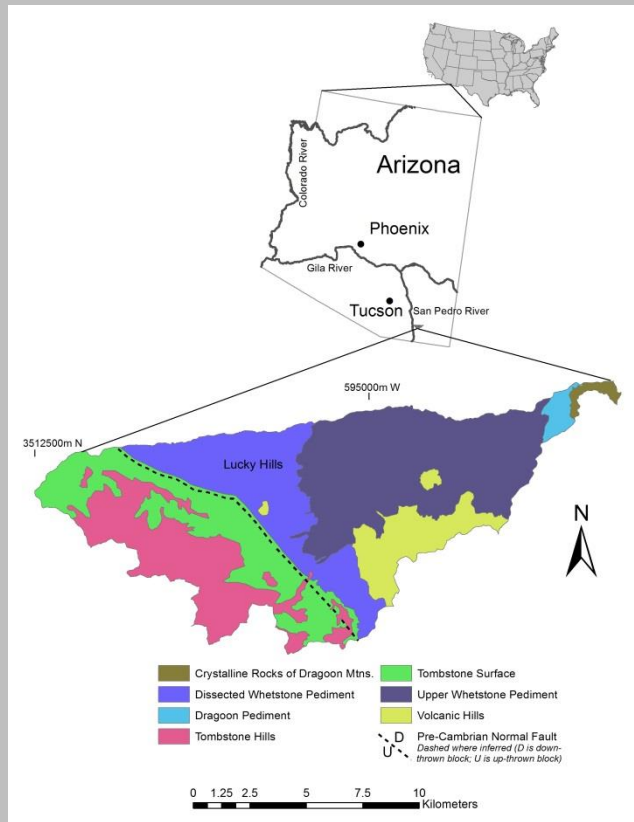 Arizona
Colorado River
Phoenix
Gila River
Tucson
San Pedro River
595000m W
3512500m N
Lucky Hills
N
Crystalline Rocks of Dragoon Mtns.
Dissected Whetstone Pediment
Dragoon Pediment
Tombstone Hills
Tombstone Surface
Upper Whetstone Pediment
Volcanic Hills
D
U
Pre-Cambrian Normal Fault
Dashed where inferred (D is down-
thrown block; U is up-thrown block)
0 1.25 2.5 5 7.5 10
Kilometers